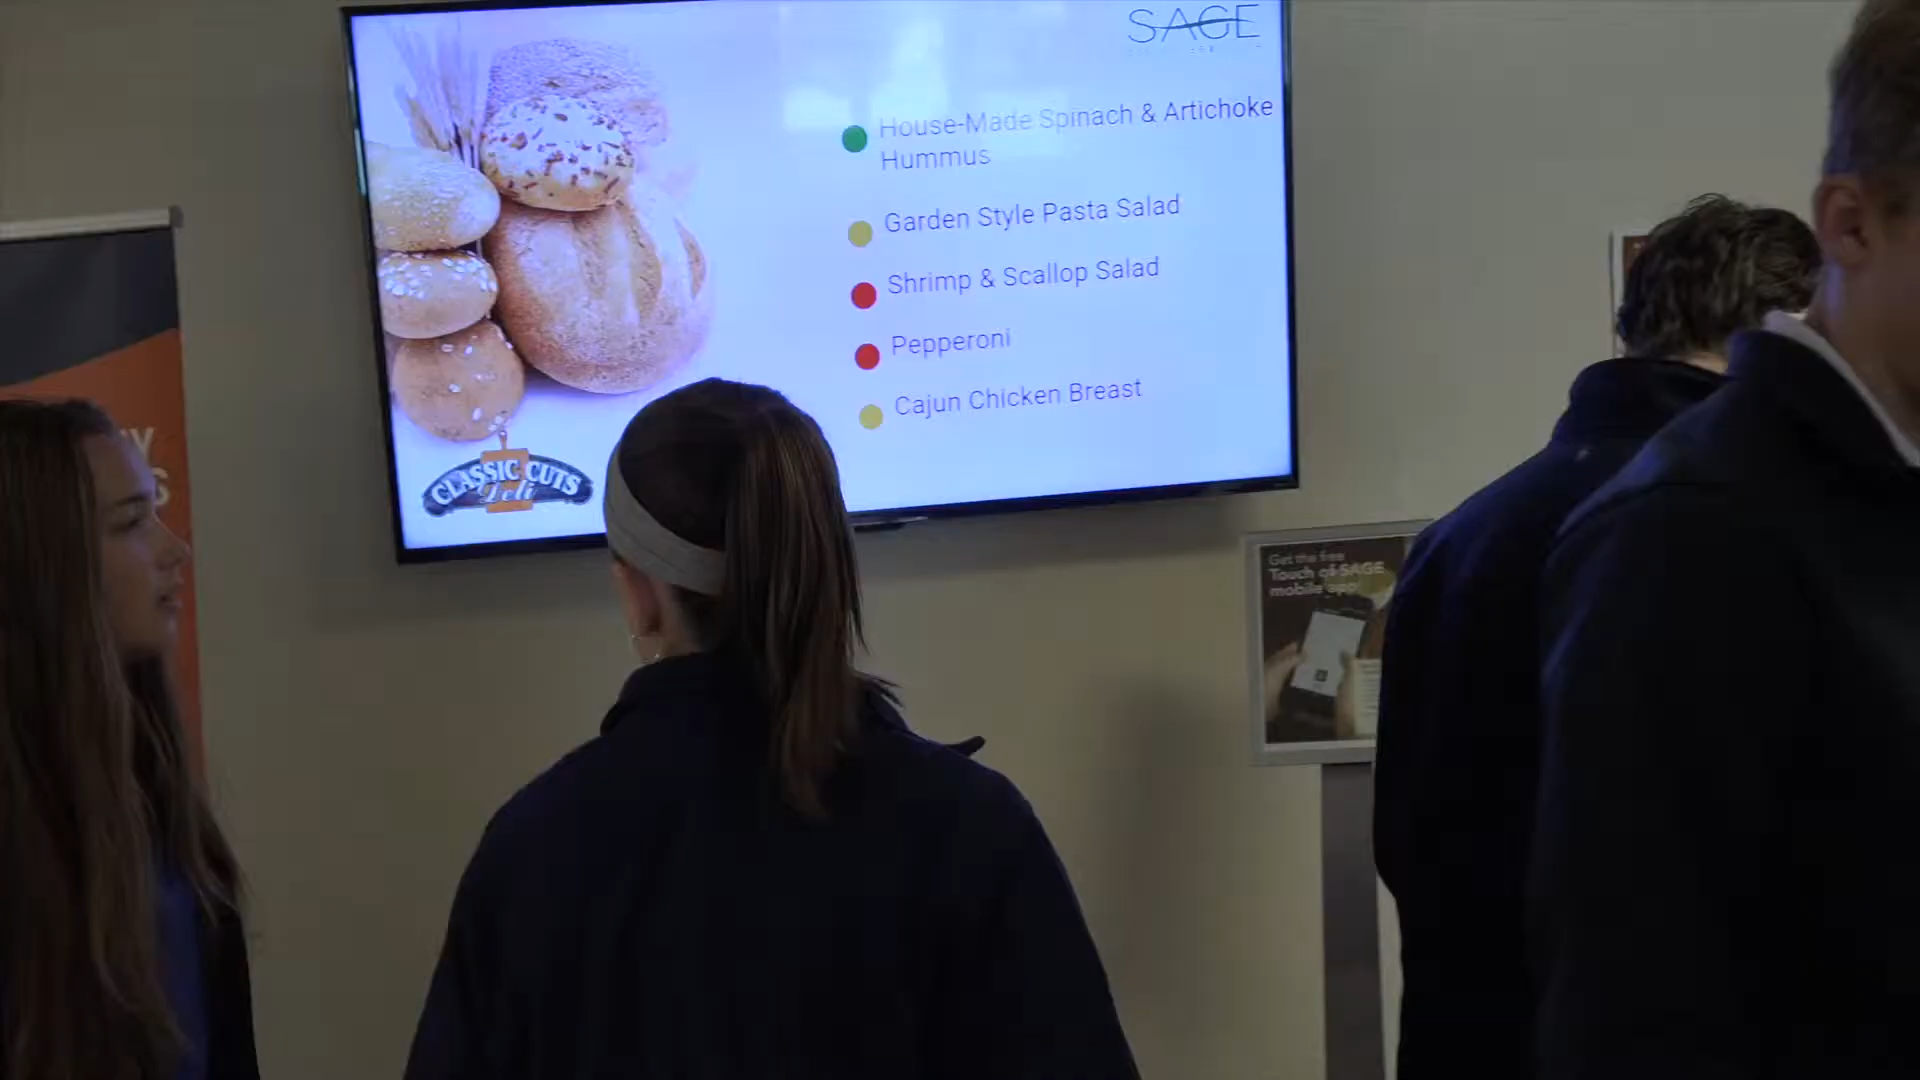 SAGE
House-Made Spinach & Artichoke
Hummus
Garden Style Pasta Salad
Shrimp & Scallop Salad
Pepperoni
Cajun Chicken Breast
CLASSIC CUTS
Deli
Get the free
Touch of SAGE
mobile app